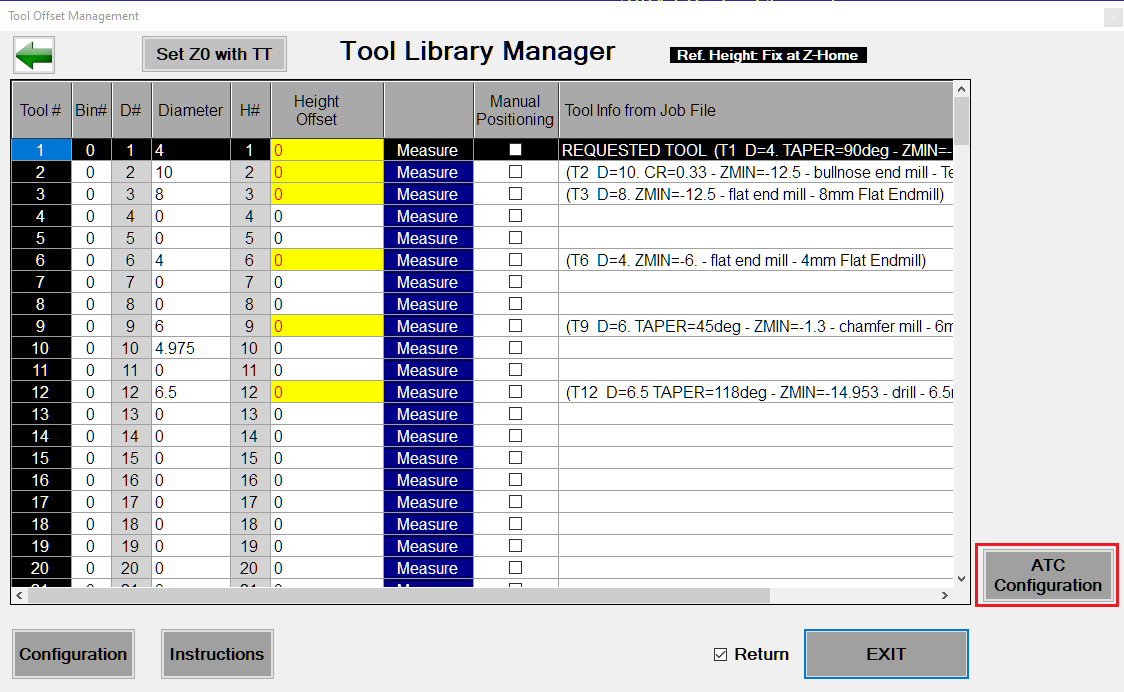 Tool Offset Management
Set Z0 with TT
Tool Library Manager
Ref. Height: Fix at Z-Home
Tool # Bin# D# Diameter H# Height Offset Manual Positioning Tool Info from Job File
1 0 1 4 1 0 Measure REQUESTED TOOL (T1 D=4. TAPER=90deg - ZMIN=-
2 0 2 10 2 0 Measure (T2 D=10. CR=0.33 - ZMIN=-12.5 - bullnose end mill - Te
3 0 3 8 3 0 Measure (T3 D=8. ZMIN=-12.5 - flat end mill - 8mm Flat Endmill)
4 0 4 0 4 0 Measure
5 0 5 0 5 0 Measure
6 0 6 4 6 0 Measure (T6 D=4. ZMIN=-6. - flat end mill - 4mm Flat Endmill)
7 0 7 0 7 0 Measure
8 0 8 0 8 0 Measure
9 0 9 6 9 0 Measure (T9 D=6. TAPER=45deg - ZMIN=-1.3 - chamfer mill - 6m
10 0 10 4.975 10 0 Measure
11 0 11 0 11 0 Measure
12 0 12 6.5 12 0 Measure (T12 D=6.5 TAPER=118deg - ZMIN=-14.953 - drill - 6.5
13 0 13 0 13 0 Measure
14 0 14 0 14 0 Measure
15 0 15 0 15 0 Measure
16 0 16 0 16 0 Measure
17 0 17 0 17 0 Measure
18 0 18 0 18 0 Measure
19 0 19 0 19 0 Measure
20 0 20 0 20 0 Measure
ATC
Configuration
Configuration
Instructions
Return
EXIT